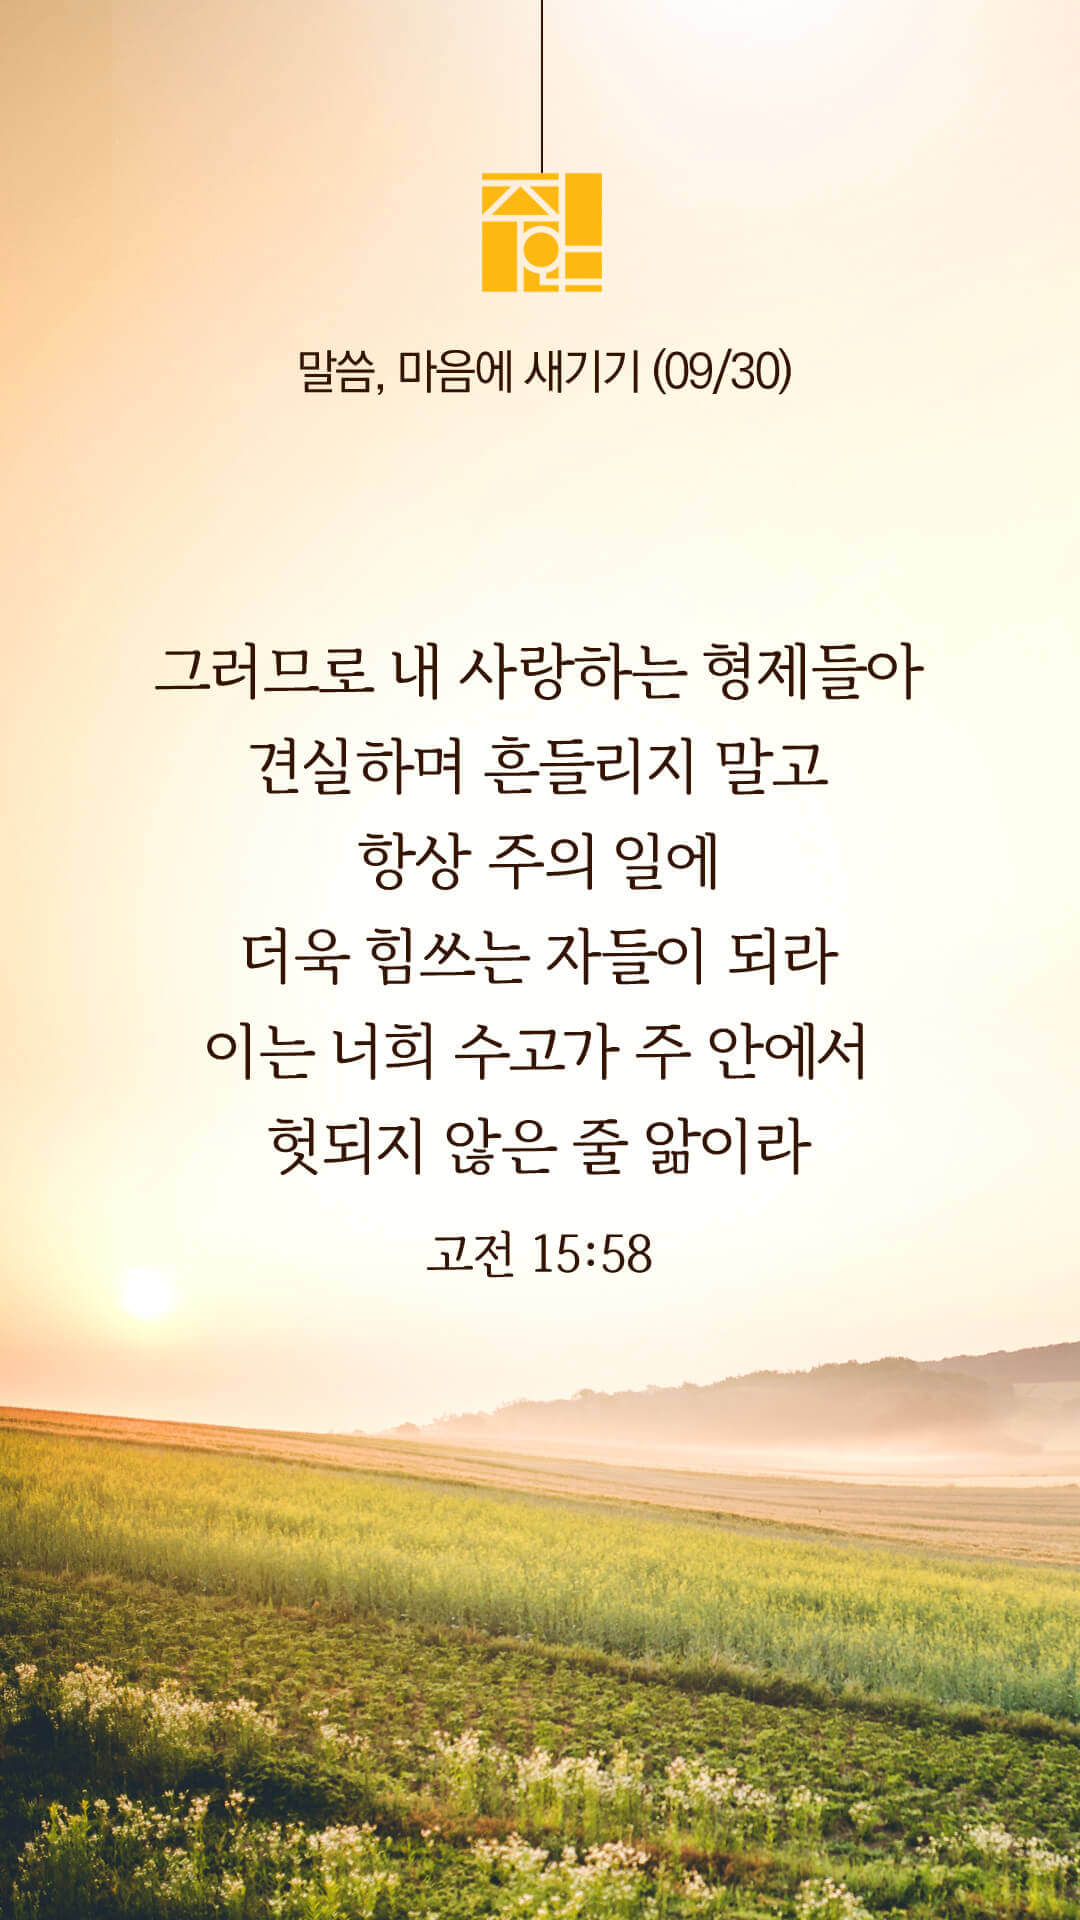 말씀, 마음에 새기기 (09/30)
그러므로 내 사랑하는 형제들아
견실하며 흔들리지 말고
항상 주의 일에
더욱 힘쓰는 자들이 되라
이는 너희 수고가 주 안에서
헛되지 않은 줄 앎이라
고전 15:58